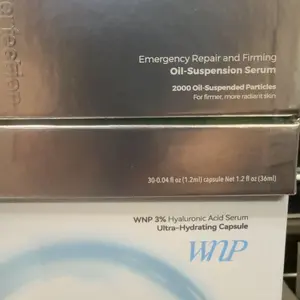 Emergency Repair and Firming
Oil-Suspension Serum
2000 Oil-Suspended Particles
For firmer, more radiant skin
30-0.04 fl oz (1.2ml) capsule Net 1.2 fl oz (36ml)
WNP 3% Hyaluronic Acid Serum
Ultra-Hydrating Capsule
WNP